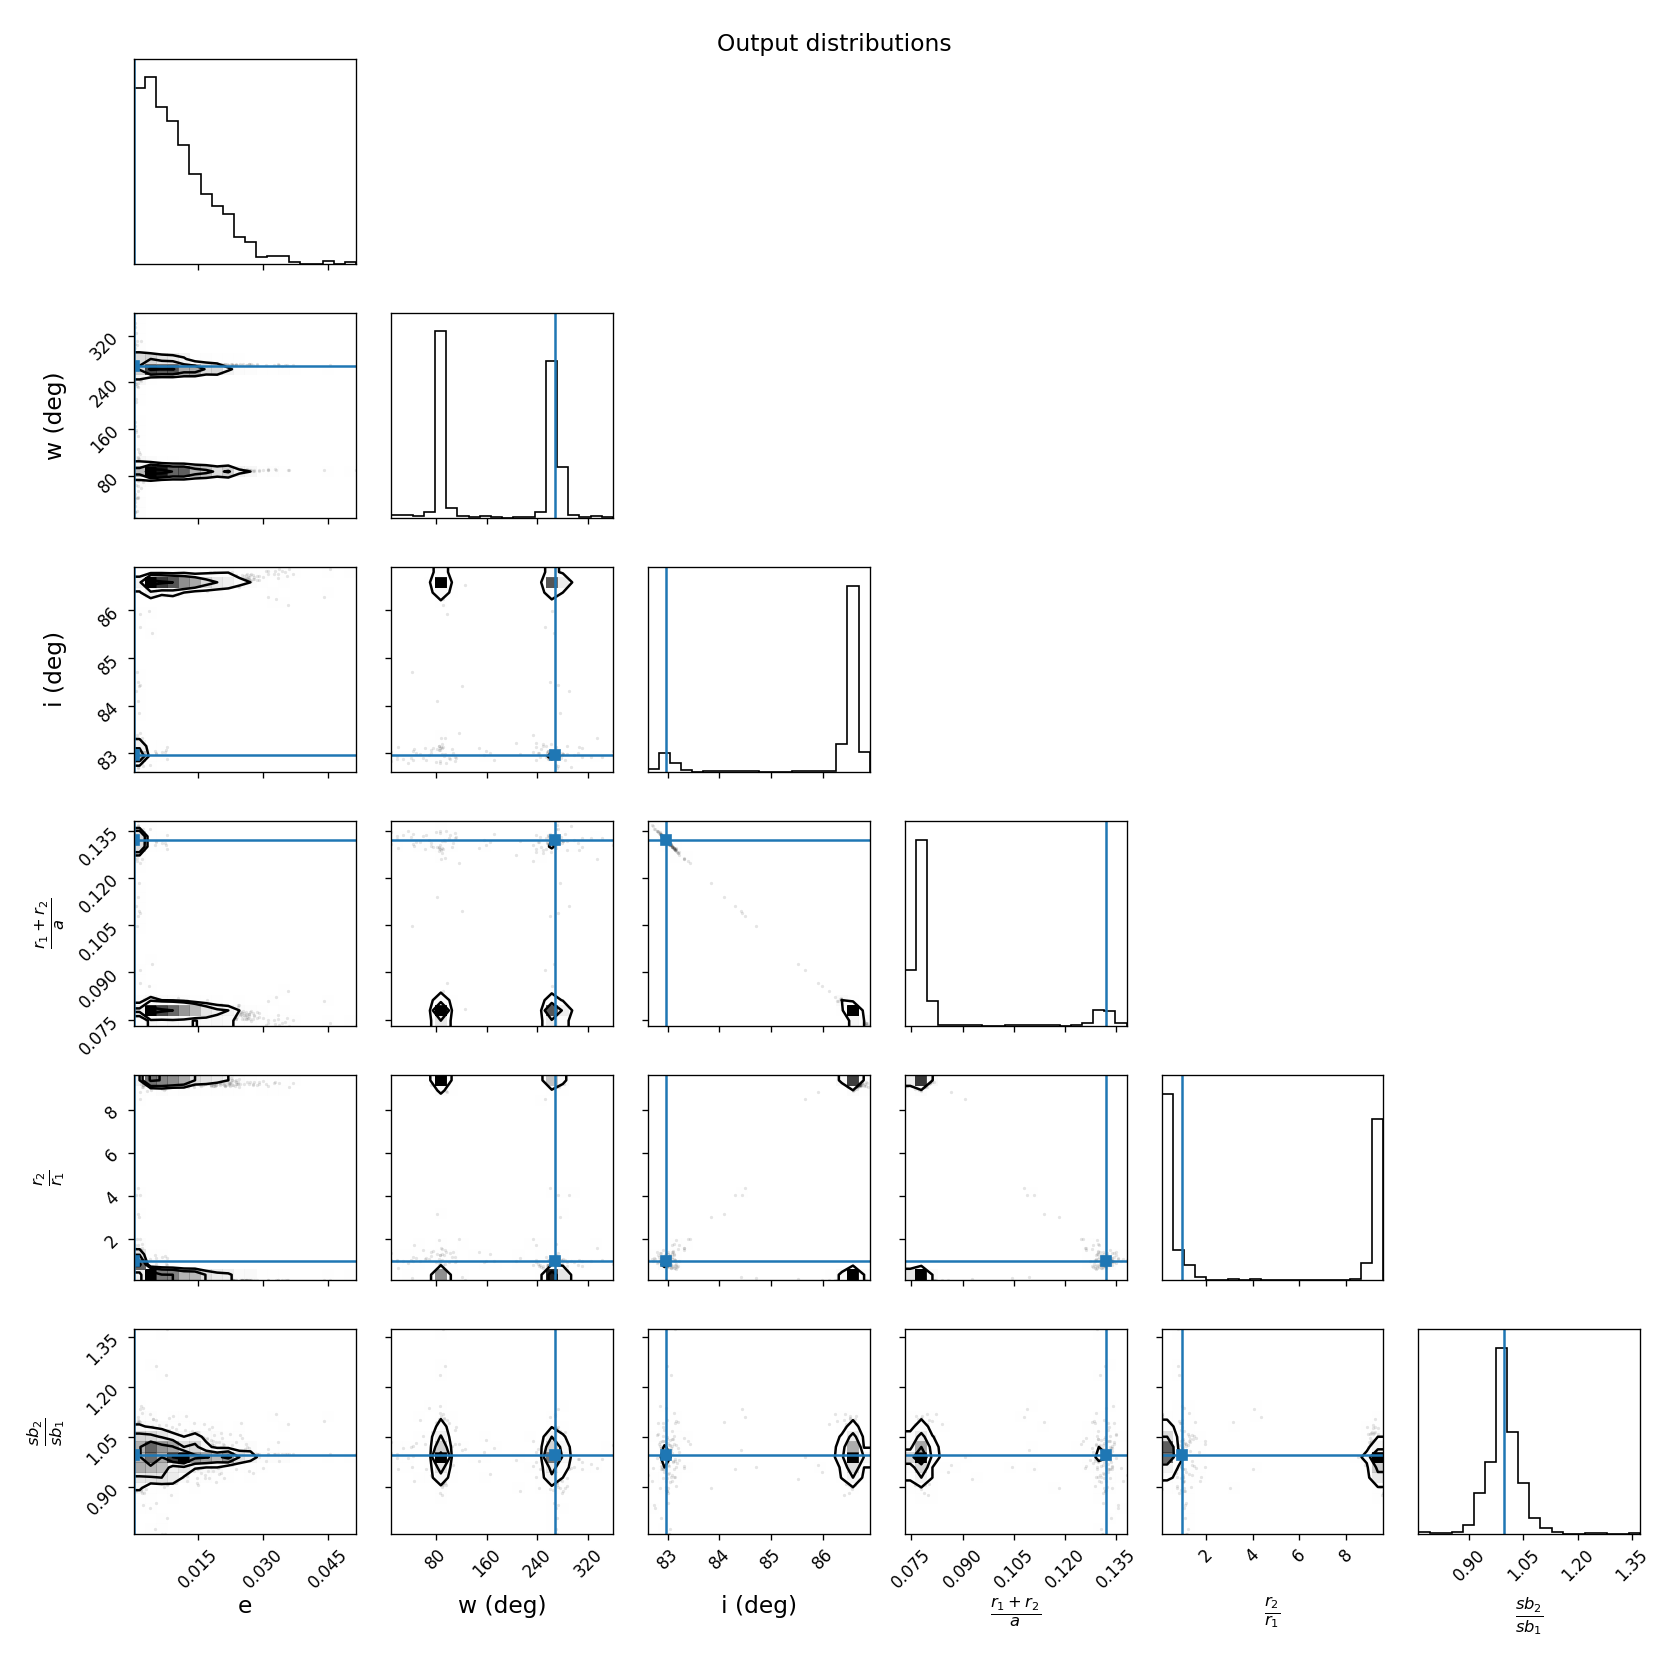 Output distributions
w (deg)
320
240
160
80
i (deg)
86
85
84
83
r₁ + r₂
a
0.135
0.120
0.105
0.090
0.075
r₂
r₁
8
6
4
2
sb₂
sb₁
1.35
1.20
1.05
0.90
0.015 0.030 0.045
80 160 240 320
83 84 85 86
0.075 0.090 0.105 0.120 0.135
2 4 6 8
0.90 1.05 1.20 1.35
e
w (deg)
i (deg)
r₁ + r₂
a
r₂
r₁
sb₂
sb₁